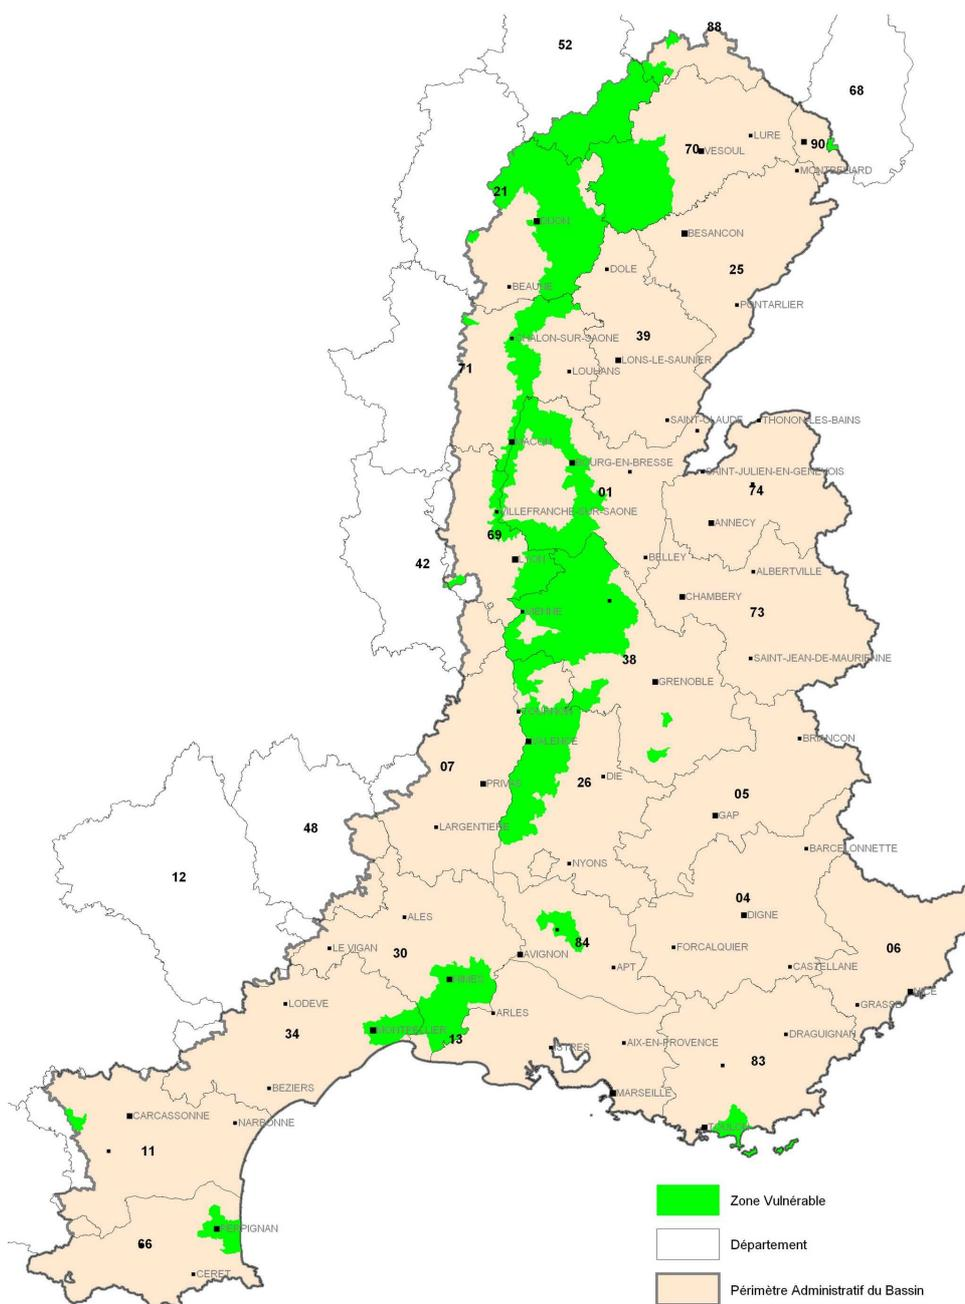 88
52
68
LURE
70
VESOUL
90
MONTBELIARD
21
DIJON
BESANCON
DOLE
25
BEAUNE
PONTARLIER
39
CHALON-SUR-SAONE
LONS-LE-SAUNIER
71
LOUHANS
SAINT-CLAUDE
THONON-LES-BAINS
MACON
BOURG-EN-BRESSE
SAINT-JULIEN-EN-GENEVOIS
01
74
VILLEFRANCHE-SUR-SAONE
ANNECY
69
42
LYON
BELLEY
ALBERTVILLE
CHAMBERY
VIENNE
73
38
SAINT-JEAN-DE-MAURIENNE
GRENOBLE
TOURNON
VALENCE
BRIANCON
07
DIE
PRIVAS
26
05
GAP
48
LARGENTIERE
BARCELONNETTE
12
NYONS
04
ALES
DIGNE
84
LE VIGAN
30
AVIGNON
FORCALQUIER
06
APT
CASTELLANE
NIMES
NICE
LODEVE
GRASSE
ARLES
34
MONTPELLIER
13
DRAGUIGNAN
ISTRES
AIX-EN-PROVENCE
83
BEZIERS
MARSEILLE
CARCASSONNE
NARBONNE
TOULON
11
Zone Vulnérable
PERPIGNAN
66
Département
CERET
Périmètre Administratif du Bassin